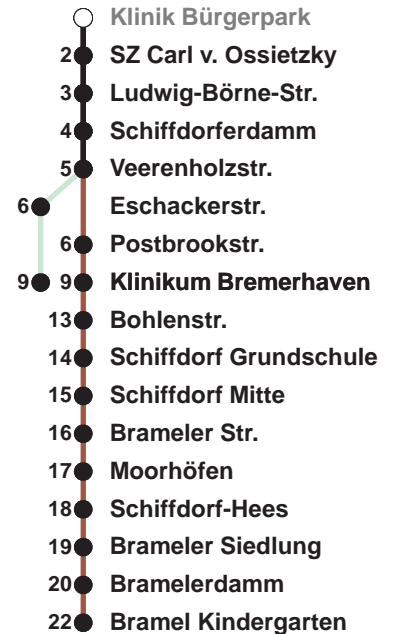 Klinik Bürgerpark
2 SZ Carl v. Ossietzky
3 Ludwig-Börne-Str.
4 Schiffdorferdamm
5 Veerenholzstr.
6 Eschackerstr.
6 Postbrookstr.
9 9 Klinikum Bremerhaven
13 Bohlenstr.
14 Schiffdorf Grundschule
15 Schiffdorf Mitte
16 Brameler Str.
17 Moorhöfen
18 Schiffdorf-Hees
19 Brameler Siedlung
20 Bramelerdamm
22 Bramel Kindergarten